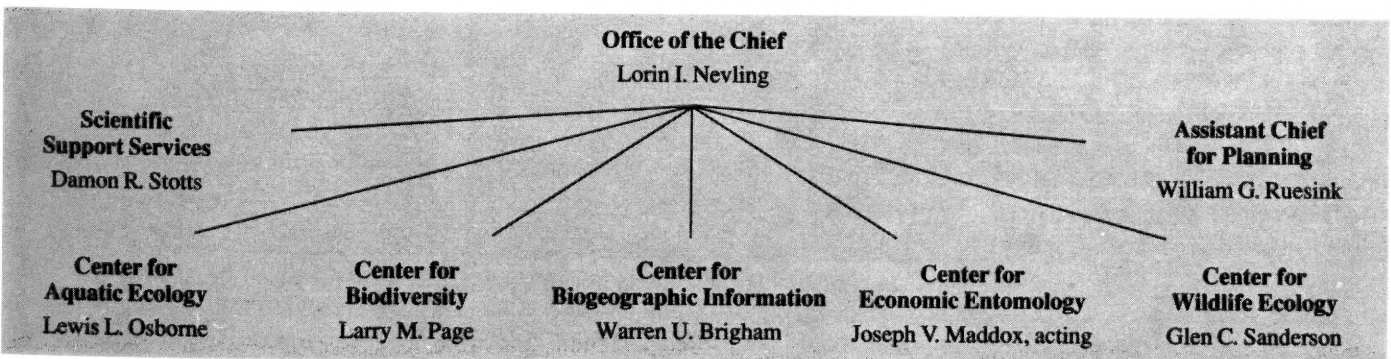 Office of the Chief
Lorin I. Nevling
Scientific
Support Services
Damon R. Stotts
Assistant Chief
for Planning
William G. Ruesink
Center for
Aquatic Ecology
Lewis L. Osborne
Center for
Biodiversity
Larry M. Page
Center for
Biogeographic Information
Warren U. Brigham
Center for
Economic Entomology
Joseph V. Maddox, acting
Center for
Wildlife Ecology
Glen C. Sanderson